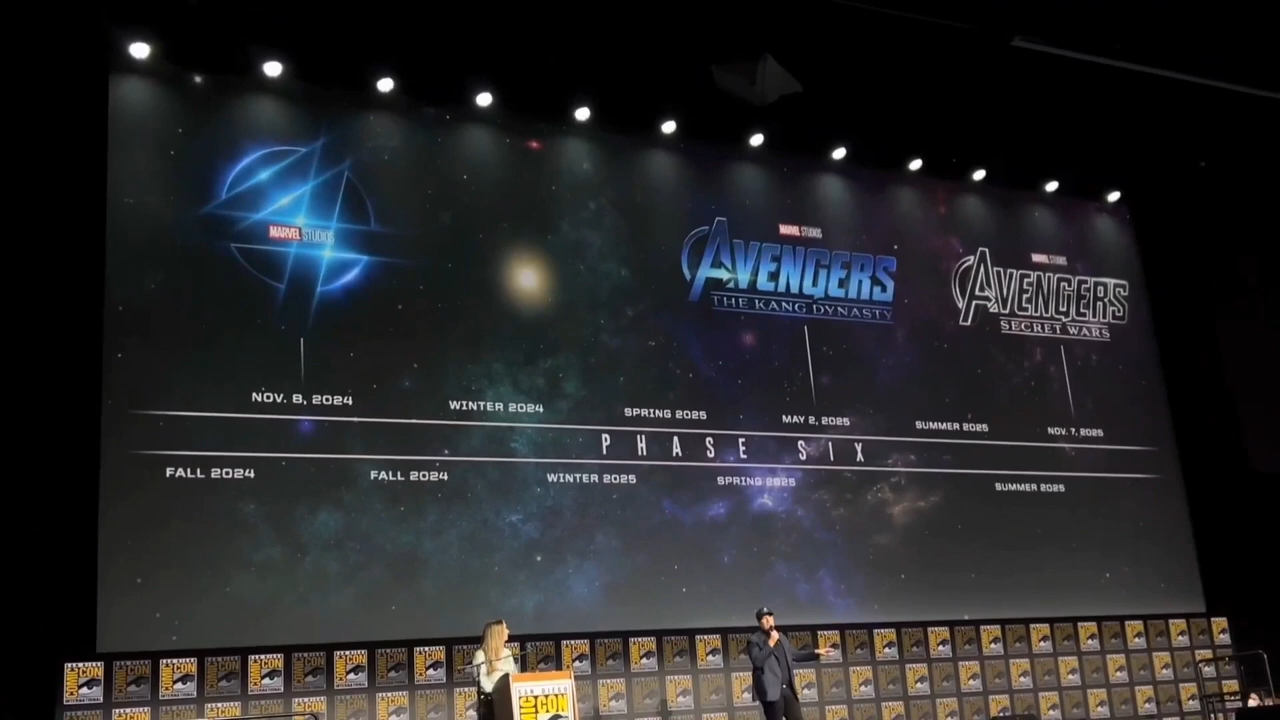 MARVEL STUDIOS
MARVEL STUDIOS
AVENGERS
THE KANG DYNASTY
MARVEL STUDIOS
AVENGERS
SECRET WARS
NOV. 8, 2024
WINTER 2024
SPRING 2025
MAY 2, 2025
SUMMER 2025
NOV. 7, 2025
PHASE SIX
FALL 2024
FALL 2024
WINTER 2025
SPRING 2025
SUMMER 2025
SAN DIEGO
COMIC CON
INTERNATIONAL
SAN DIEGO
COMIC
CON